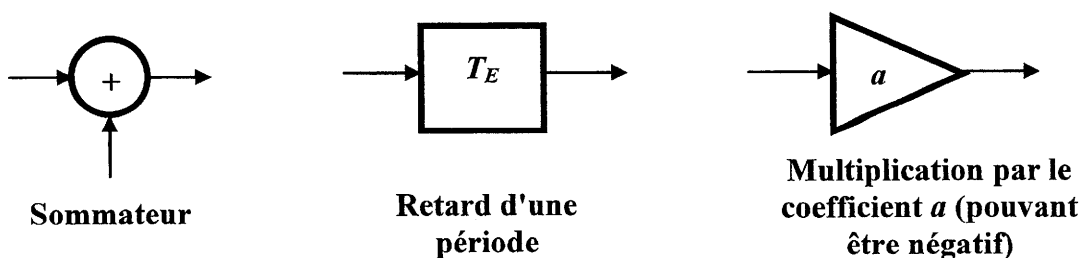 +
T_E
a
Sommateur
Retard d'une
période
Multiplication par le
coefficient a (pouvant
être négatif)